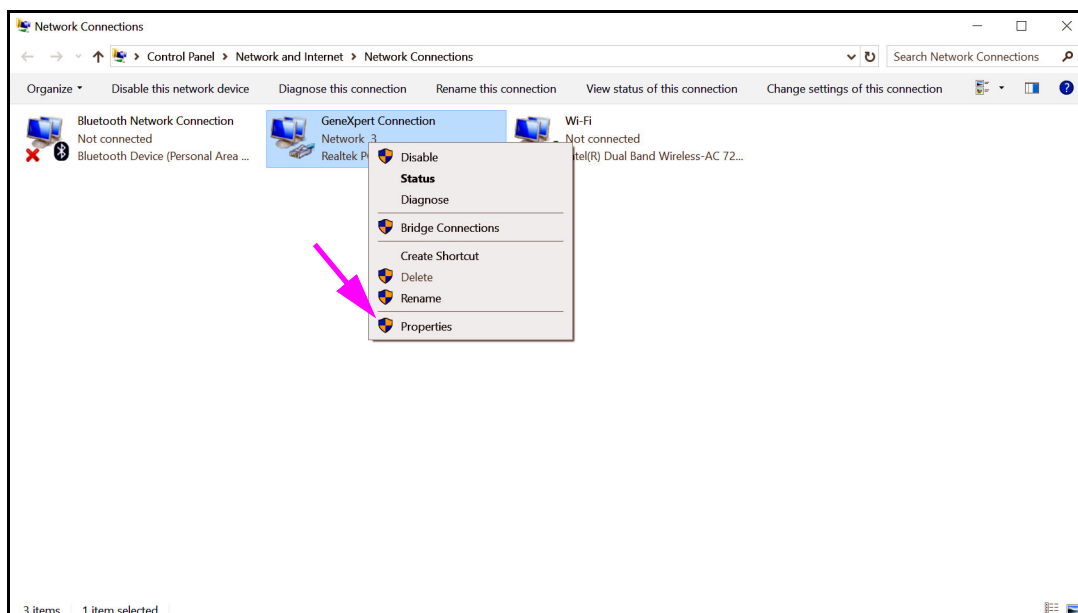 Network Connections
Control Panel > Network and Internet > Network Connections
Search Network Connections
Organize
Disable this network device
Diagnose this connection
Rename this connection
View status of this connection
Change settings of this connection
Bluetooth Network Connection
Not connected
Bluetooth Device (Personal Area ...
GeneXpert Connection
Network 3
Realtek
Wi-Fi
Not connected
Dual Band Wireless-AC 72...
Disable
Status
Diagnose
Bridge Connections
Create Shortcut
Delete
Rename
Properties
3 items
1 item selected